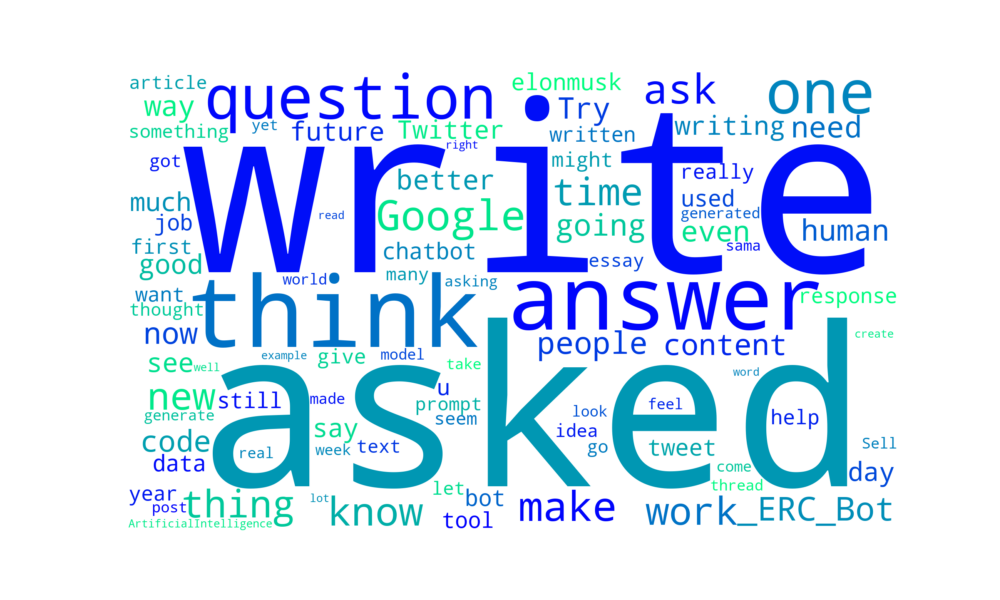 article
elonmusk
question
ask
one
way
Try
something
yet
future
Twitter
written
writing
need
right
write
got
might
really
better
time
much
used
job
read
Google
going
generated
even
human
first
chatbot
sama
good
many
asking
essay
world
want
think
answer
response
thought
now
people
content
create
see
well
example
give
model
take
asked
word
new
still
made
u
prompt
look
feel
generate
seem
help
code
say
idea
real
week
text
go
tweet
Sell
data
come
day
year
let
thread
thing
lot
know
bot
make
work
_ERC_Bot
post
tool
ArtificialIntelligence